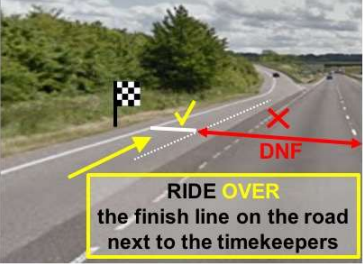 DNF
RIDE OVER
the finish line on the road
next to the timekeepers